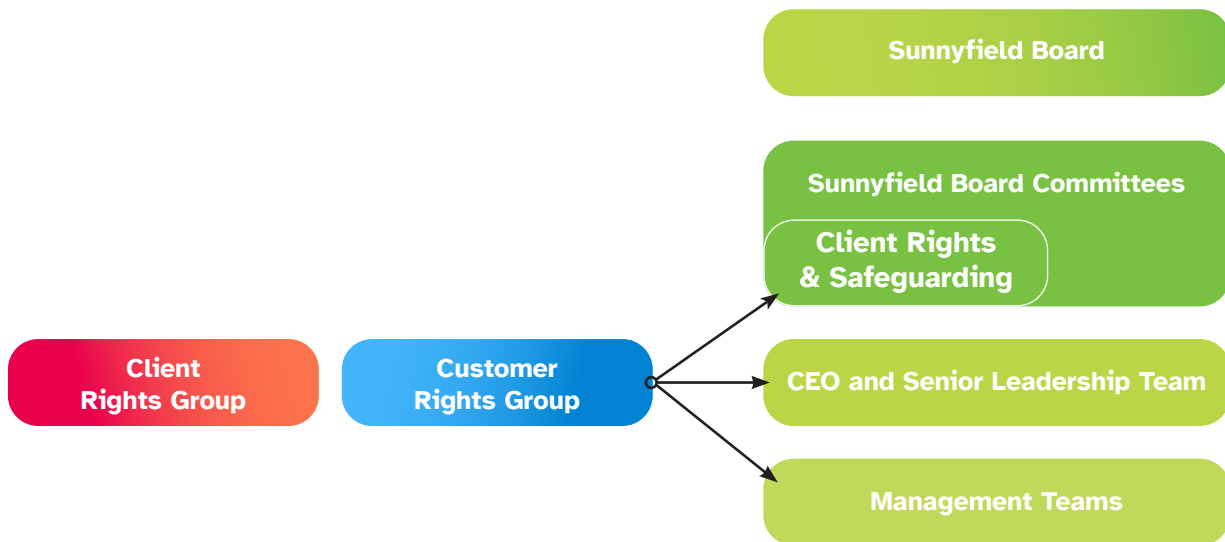 Sunnyfield Board
Sunnyfield Board Committees
Client Rights
& Safeguarding
Client
Rights Group
Customer
Rights Group
CEO and Senior Leadership Team
Management Teams